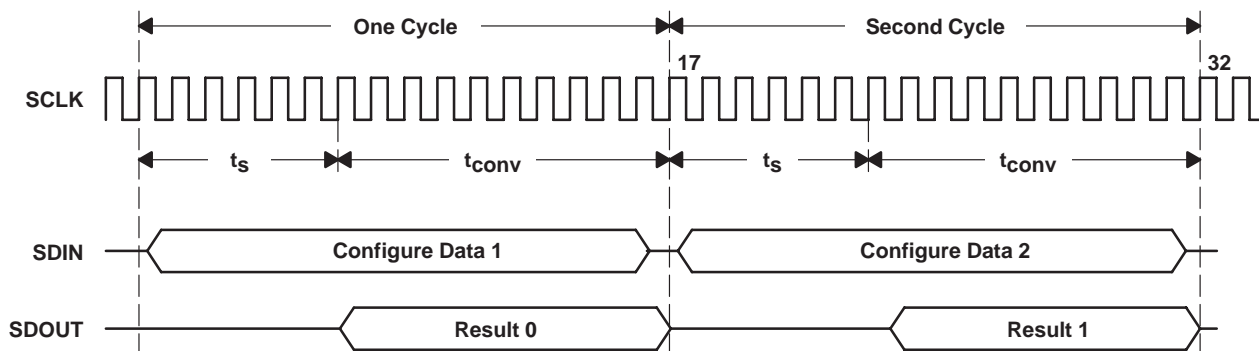 One Cycle
Second Cycle
17
32
SCLK
ts
tconv
ts
tconv
SDIN
Configure Data 1
Configure Data 2
SDOUT
Result 0
Result 1